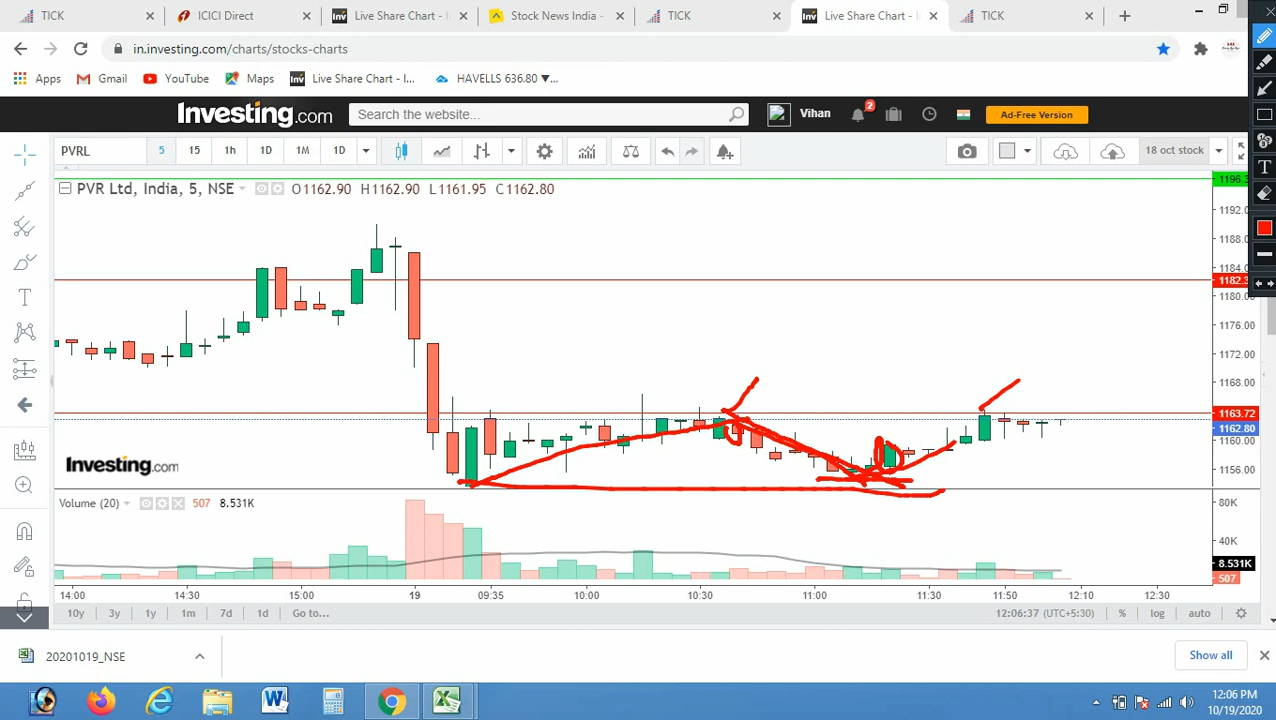 TICK
ICICI Direct
Live Share Chart - I
Stock News India -
TICK
Live Share Chart - I
TICK
in.investing.com/charts/stocks-charts
Apps
Gmail
YouTube
Maps
Live Share Chart - I...
HAVELLS 636.80 ▼...
Investing.com
Search the website...
Vihan
2
Ad-Free Version
PVRL
5
15
1h
1D
1M
1D
18 oct stock
PVR Ltd, India, 5, NSE
O1162.90 H1162.90 L1161.95 C1162.80
1196.
1192.
1188.
1184.
1182.3
1180.00
1176.00
1172.00
1168.00
1163.72
1162.80
1160.00
1156.00
Investing.com
Volume (20)
507
8.531K
80K
40K
8.531K
507
14:00
14:30
15:00
19
09:35
10:00
10:30
11:00
11:30
11:50
12:10
12:30
10y
3y
1y
1m
7d
1d
Go to...
12:06:37 (UTC+5:30)
%
log
auto
20201019_NSE
Show all
12:06 PM
10/19/2020